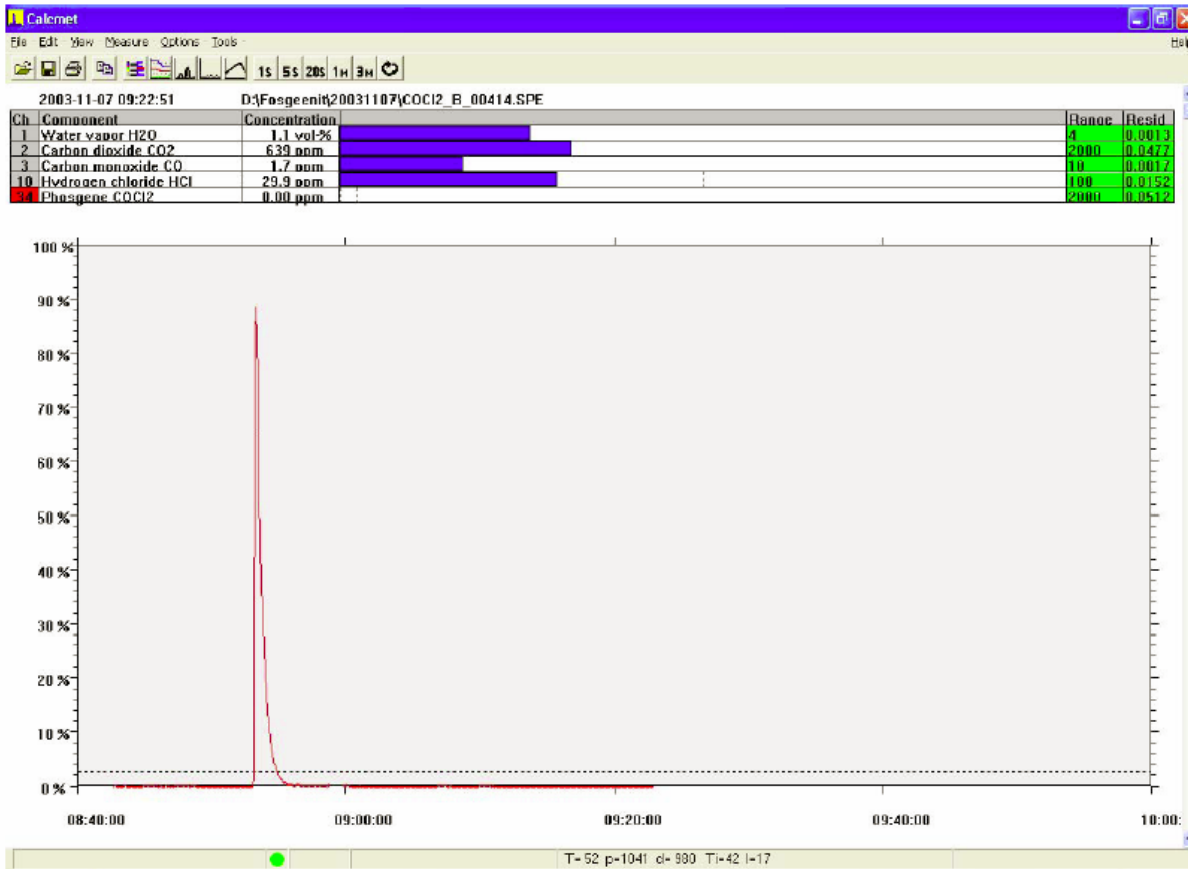 Calcmet
File Edit View Measure Options Tools Help
1S 5S 20S 1M 3M
2003-11-07 09:22:51 D:\Fosgeenit\20031107\COCl2_B_00414.SPE
Ch Component Concentration Range Resid
1 Water vapor H2O 1.1 vol-% 4 0.0013
2 Carbon dioxide CO2 639 ppm 2000 0.0477
3 Carbon monoxide CO 1.7 ppm 10 0.0017
10 Hydrogen chloride HCl 29.9 ppm 100 0.0152
34 Phosgene COCl2 0.00 ppm 2000 0.0512
100 %
90 %
80 %
70 %
60 %
50 %
40 %
30 %
20 %
10 %
0 %
08:40:00 09:00:00 09:20:00 09:40:00 10:00:
T= 52 p=1041 d= 980 Ti=42 I=17